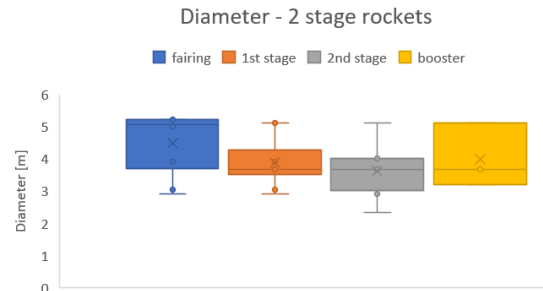 Diameter - 2 stage rockets
fairing 1st stage 2nd stage booster
6
5
4
3
2
1
0
Diameter [m]